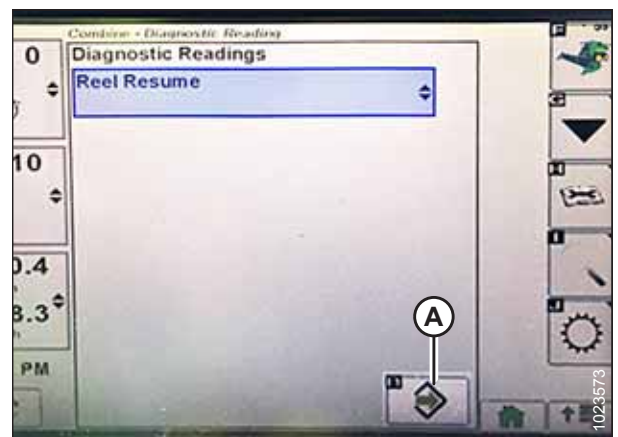 Combine - Diagnostic Reading
Diagnostic Readings
Reel Resume
0
10
0.4
8.3
PM
A
1023573